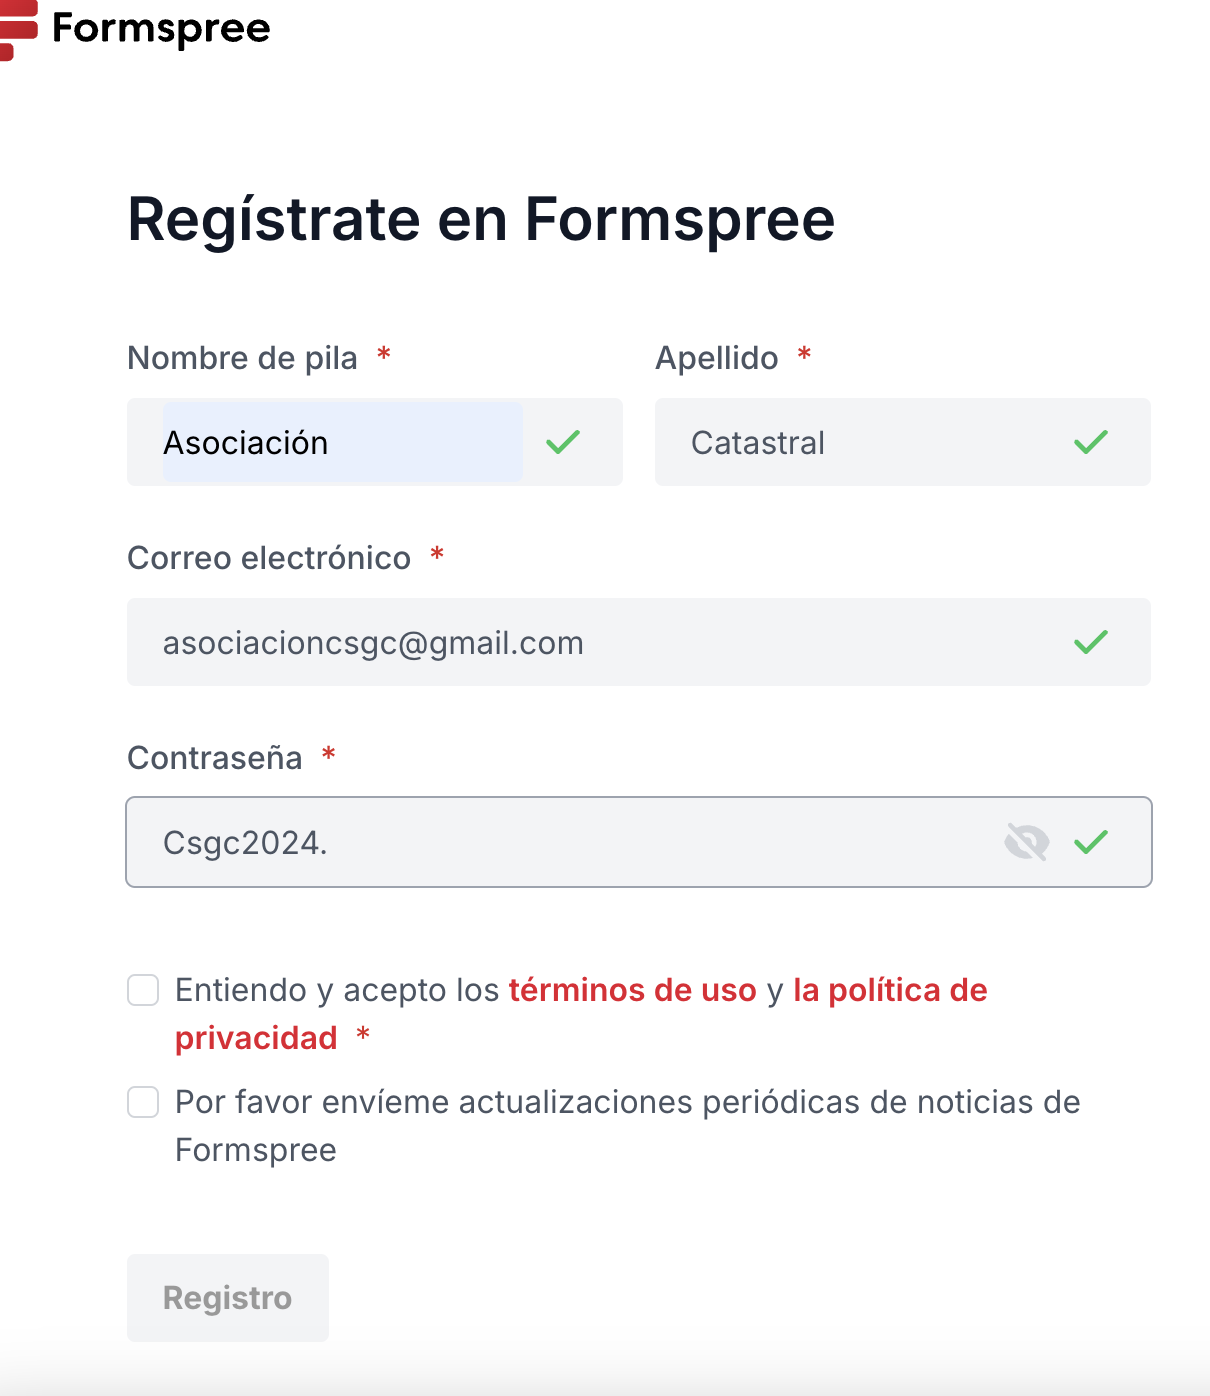 Formspree
Regístrate en Formspree
Nombre de pila *
Apellido *
Asociación
Catastral
Correo electrónico *
asociacioncsgc@gmail.com
Contraseña *
Csgc2024.
Entiendo y acepto los términos de uso y la política de
privacidad *
Por favor envíeme actualizaciones periódicas de noticias de
Formspree
Registro